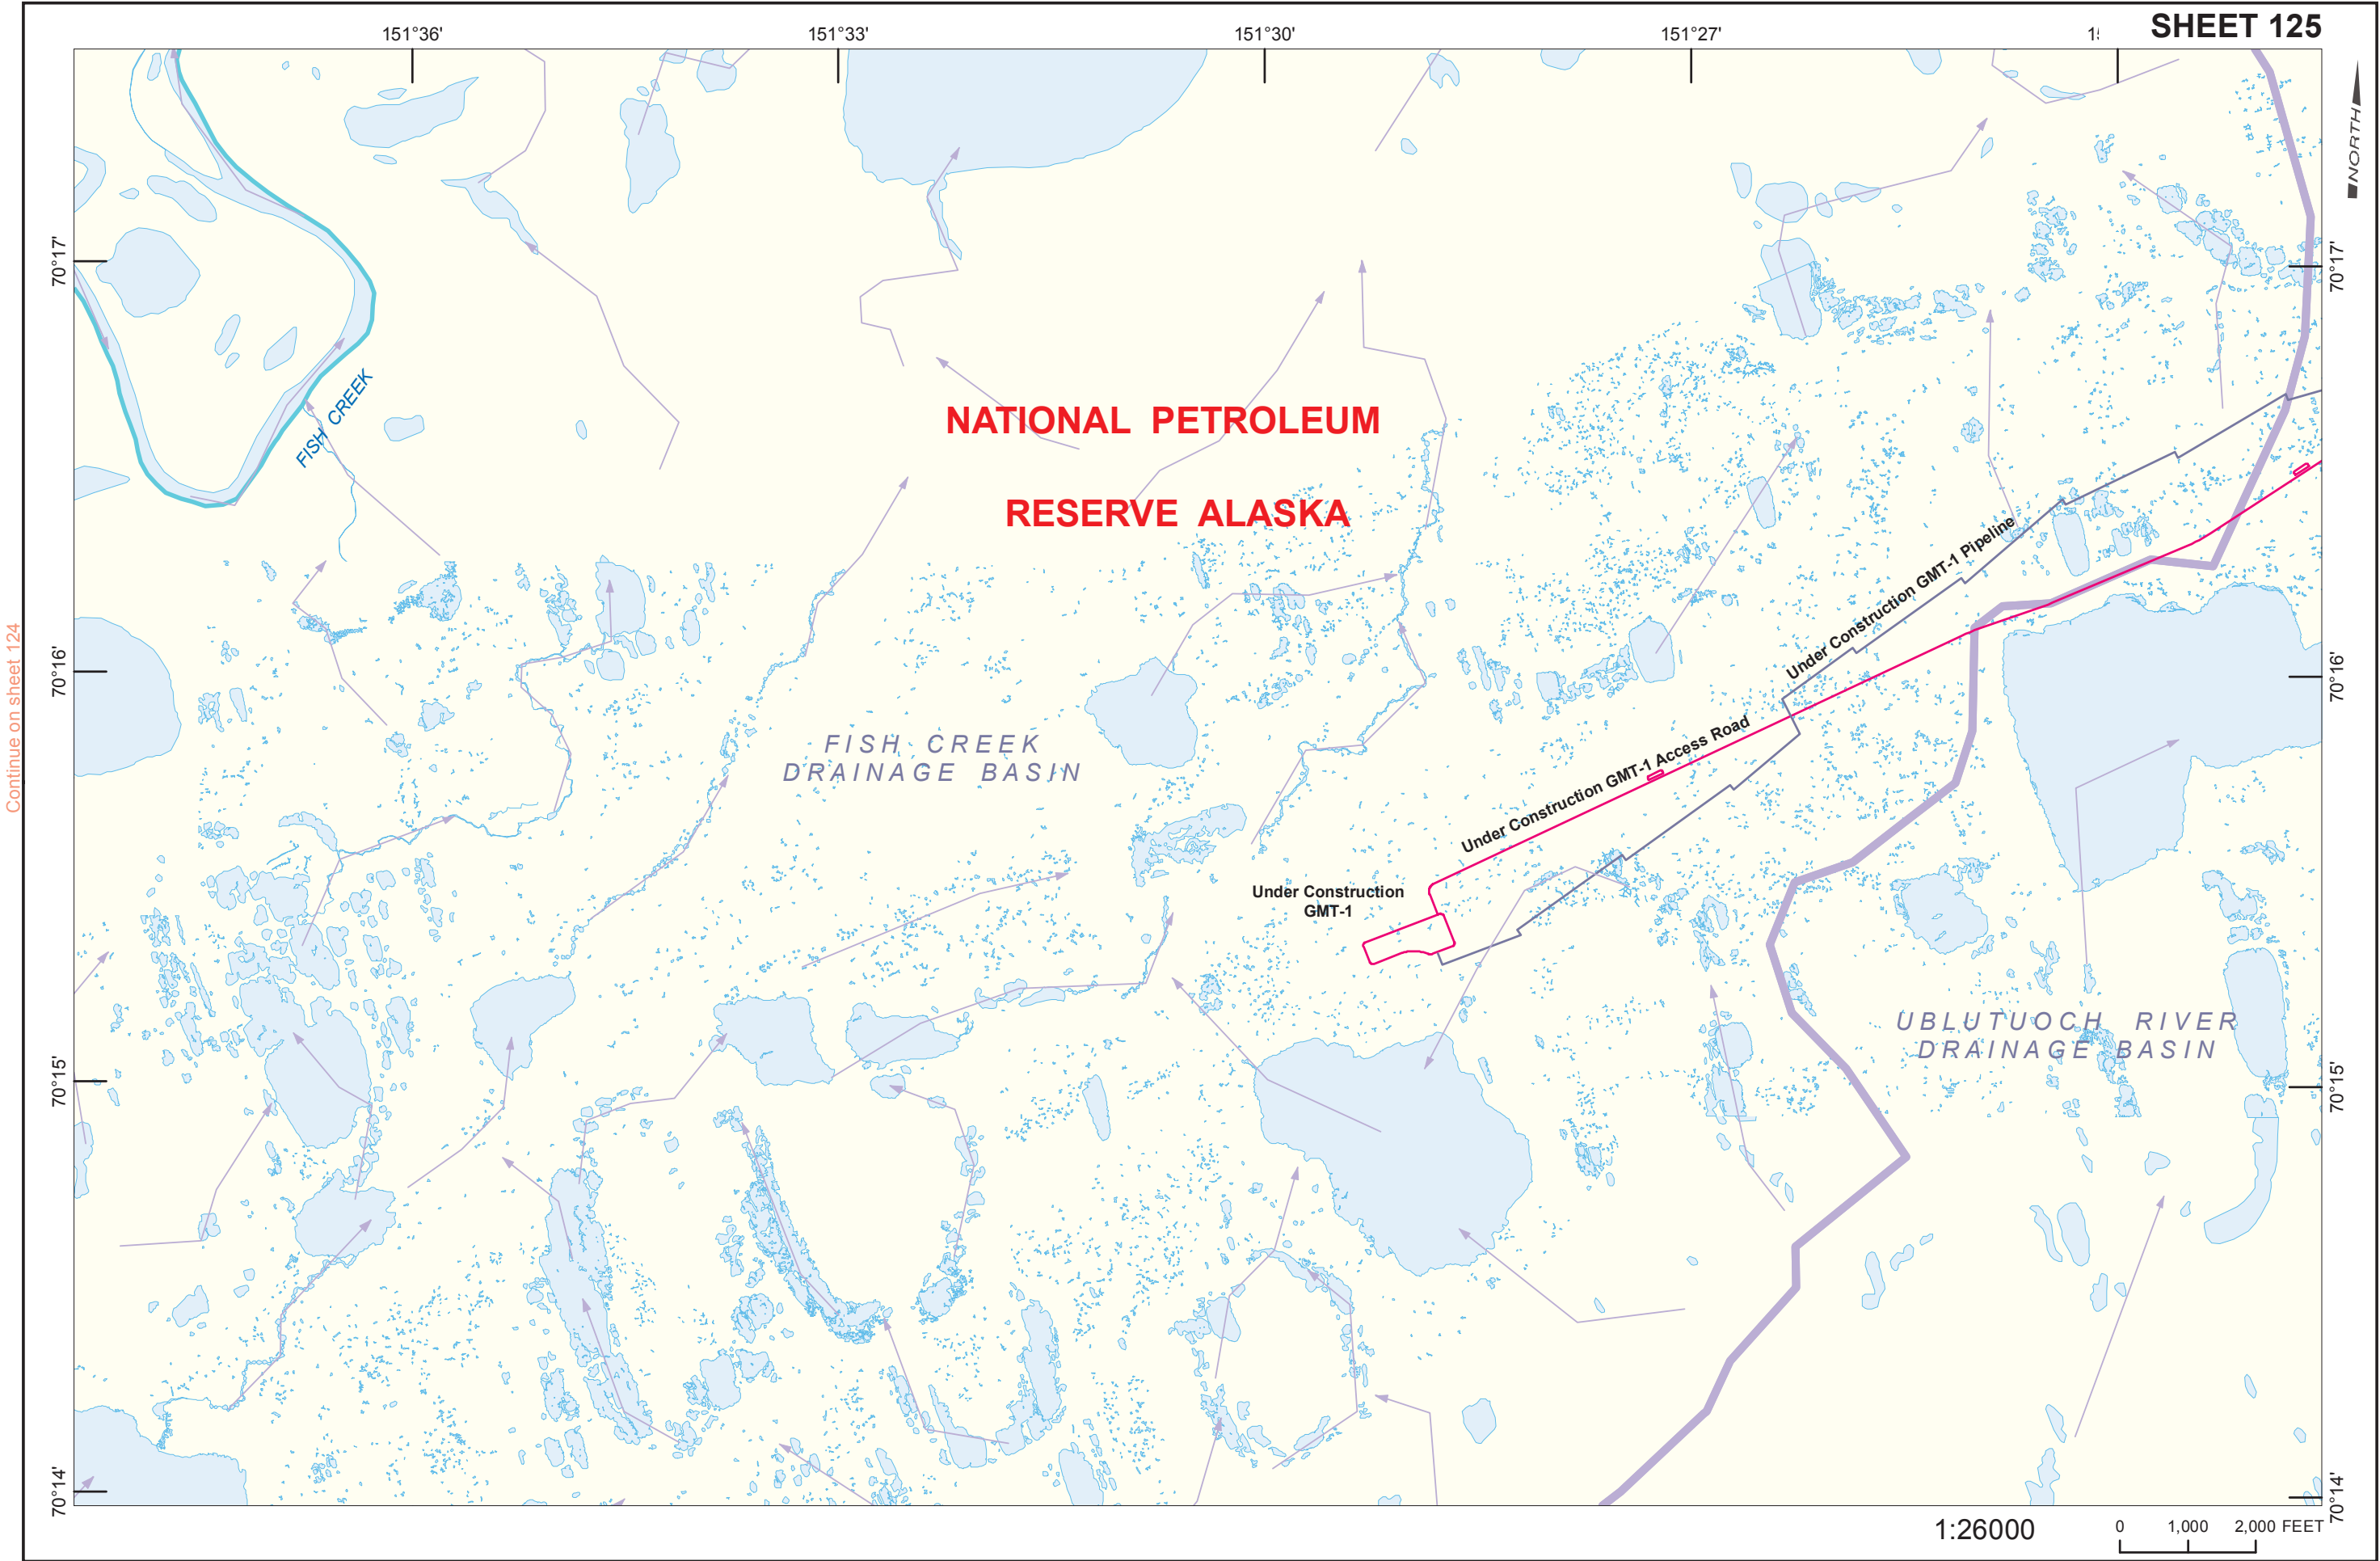 SHEET 125
151°36'
151°33'
151°30'
151°27'
NORTH
70°17'
70°17'
FISH CREEK
NATIONAL PETROLEUM
RESERVE ALASKA
Under Construction GMT-1 Pipeline
Continue on sheet 124
70°16'
70°16'
FISH CREEK
DRAINAGE BASIN
Under Construction GMT-1 Access Road
Under Construction
GMT-1
UBLUTUOCH RIVER
DRAINAGE BASIN
70°15'
70°15'
70°14'
70°14'
1:26000
0 1,000 2,000 FEET